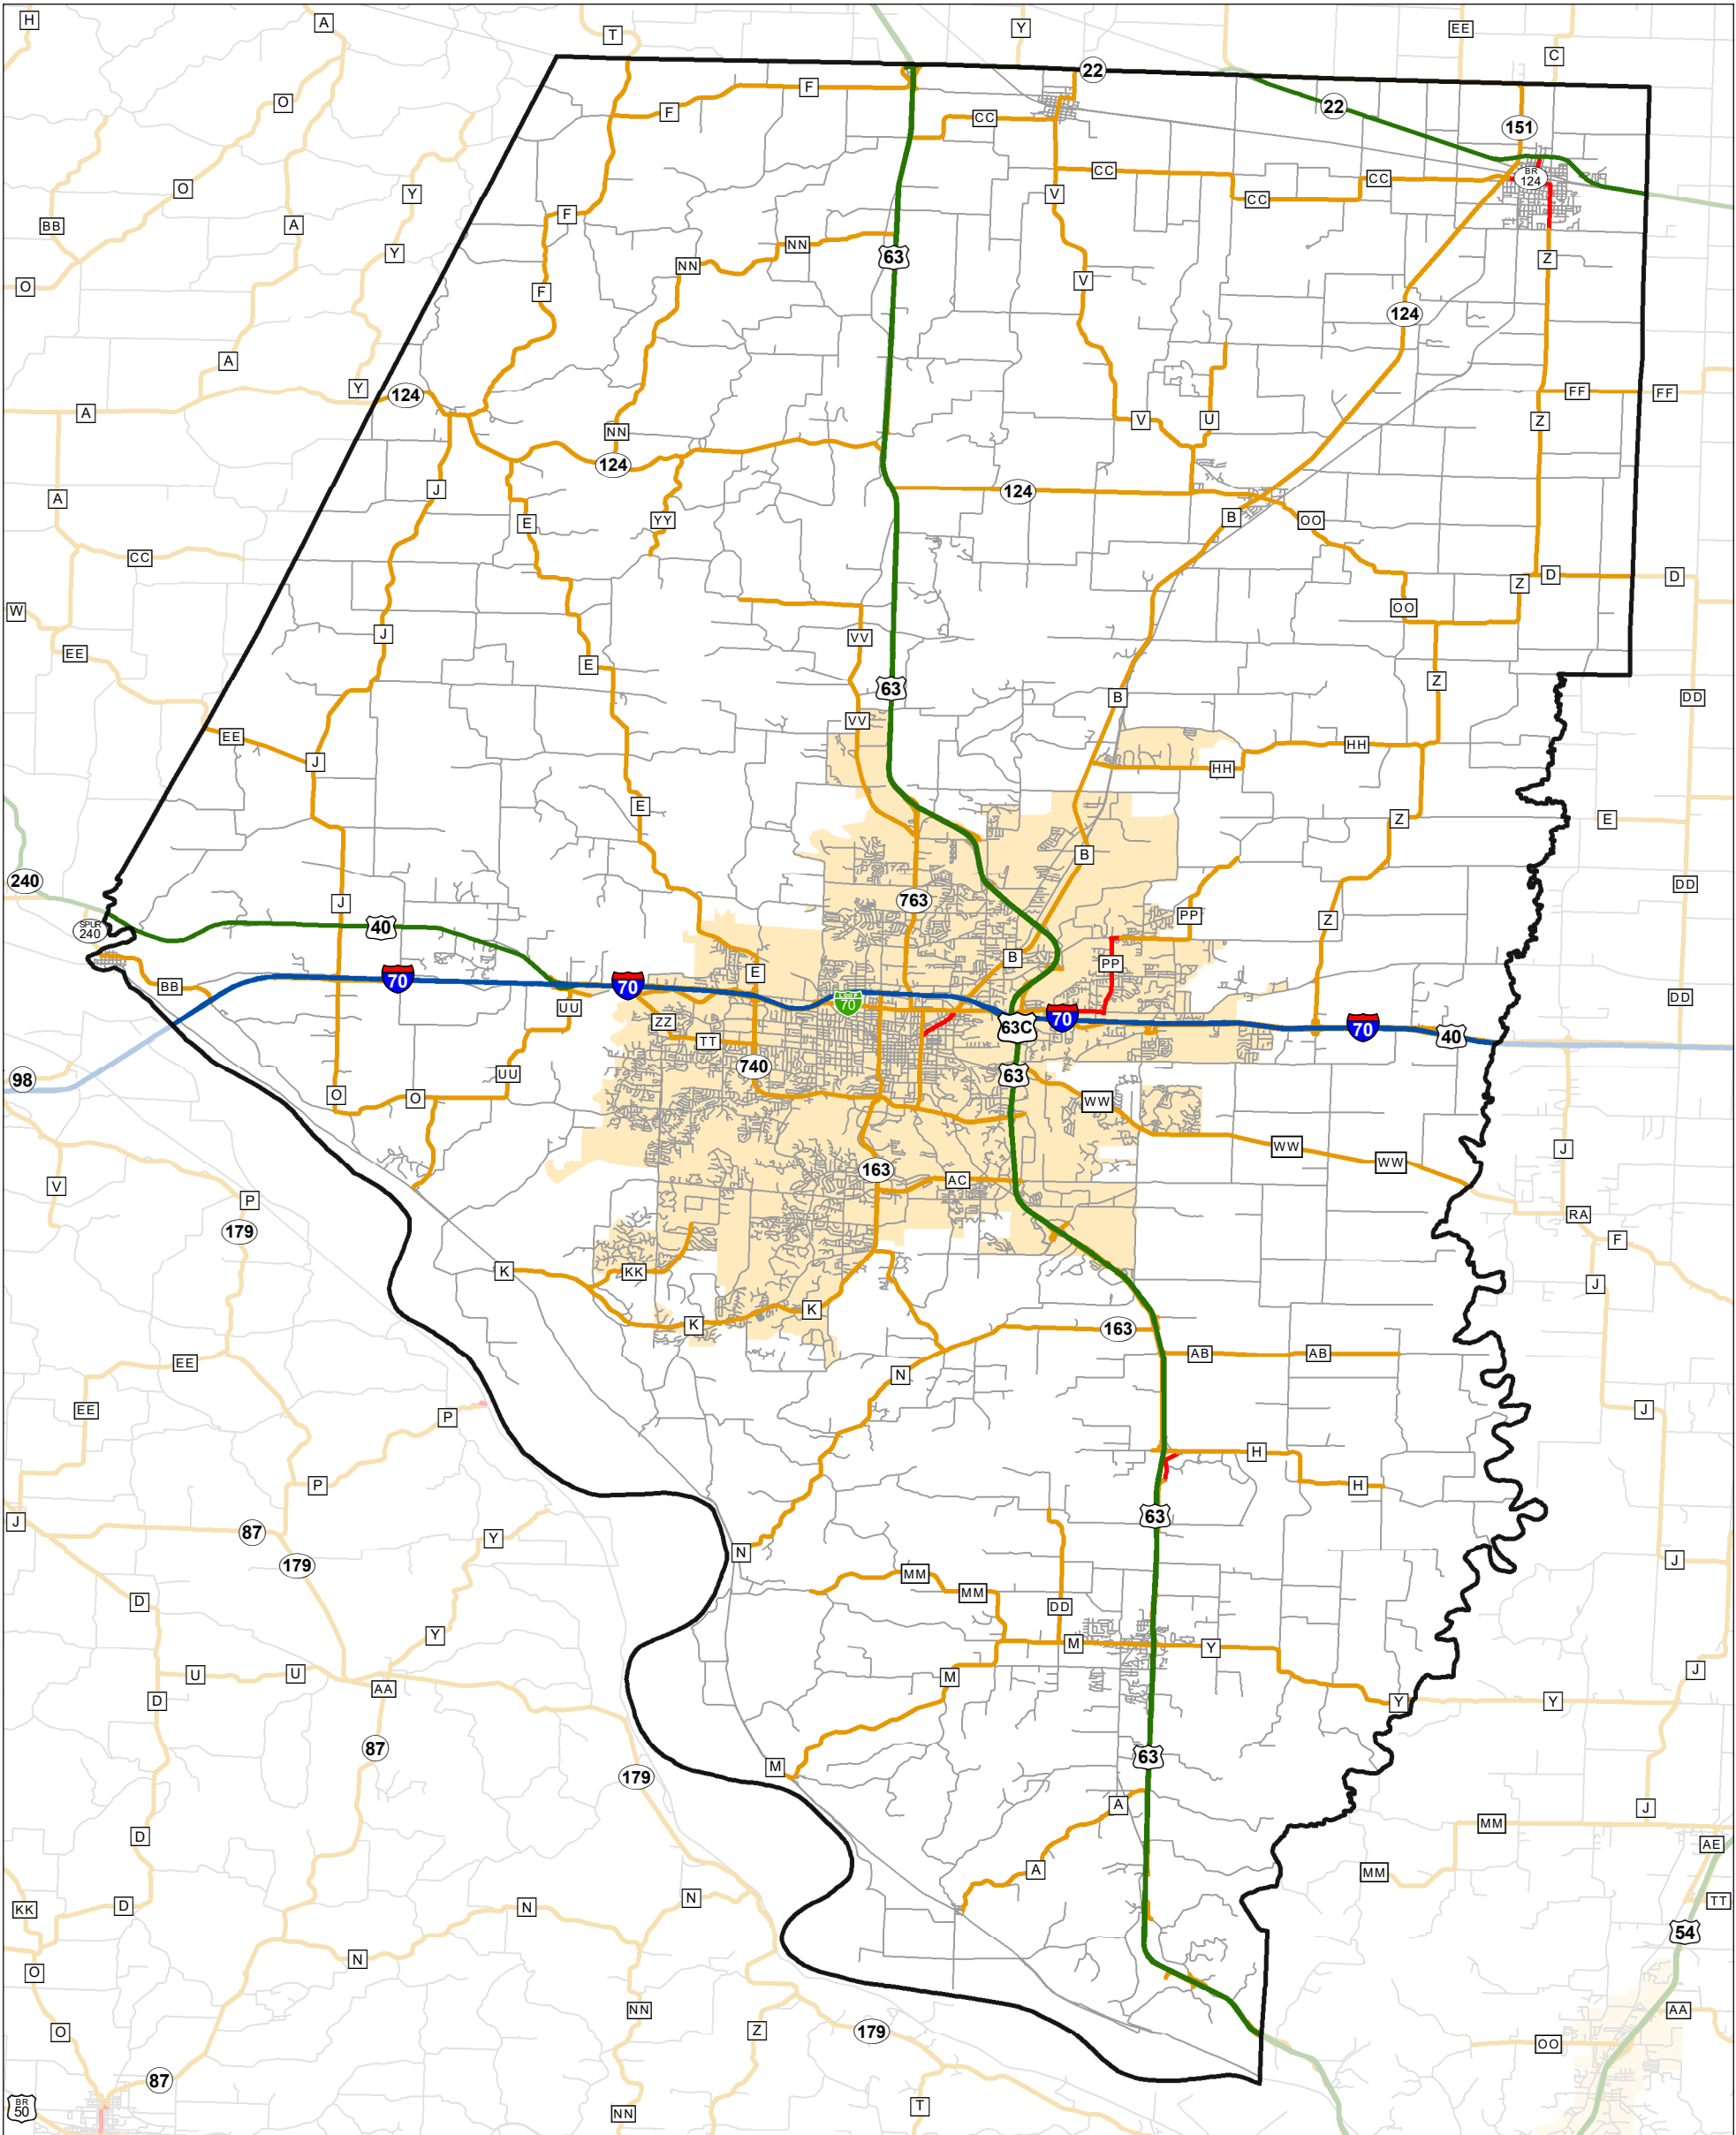 H
A
T
Y
EE
C
22
F
22
O
F
CC
151
O
CC
CC
BR
124
Y
V
CC
BB
A
F
NN
Y
63
Z
NN
V
O
F
124
A
Y
124
FF
FF
A
V
U
Z
NN
124
J
124
A
YY
B
OO
E
CC
Z
D
D
W
OO
J
VV
EE
E
Z
63
B
DD
VV
EE
HH
J
HH
E
Z
E
B
240
DD
763
J
PP
Z
SPUR
240
40
B
PP
E
70
70
BB
DD
LOOP
70
UU
70
ZZ
63C
70
40
TT
740
UU
63
98
O
O
WW
WW
J
WW
163
AC
V
P
RA
179
F
K
KK
J
K
K
163
AB
AB
EE
N
EE
J
P
H
P
H
63
J
87
Y
N
J
179
MM
MM
D
DD
Y
M
Y
U
U
M
J
AA
D
Y
Y
87
63
M
179
A
J
MM
D
AE
A
MM
N
TT
D
N
KK
54
N
O
NN
AA
Z
179
O
OO
87
BR
50
T
NN